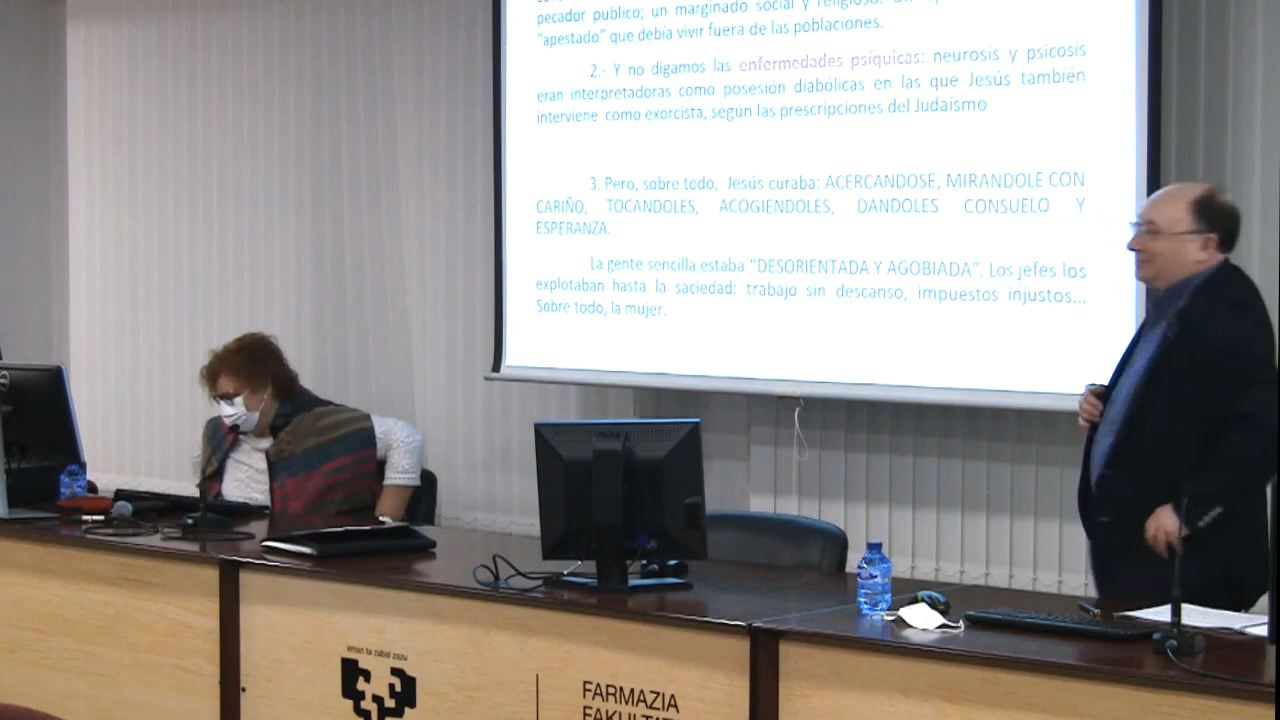 pecador publico; un marginado social y religioso.
"apestado" que debía vivir fuera de las poblaciones.
2.- Y no digamos las enfermedades psíquicas: neurosis y psicosis
eran interpretadoras como posesión diabólicas en las que Jesús también
interviene como exorcista, según las prescripciones del Judaísmo
3. Pero, sobre todo, Jesús curaba: ACERCANDOSE, MIRANDOLE CON
CARIÑO, TOCANDOLES, ACOGIENDOLES, DANDOLES CONSUELO Y
ESPERANZA.
La gente sencilla estaba "DESORIENTADA Y AGOBIADA". Los jefes los
explotaban hasta la saciedad: trabajo sin descanso, impuestos injustos...
Sobre todo, la mujer.
eman ta zabal zazu
FARMAZIA